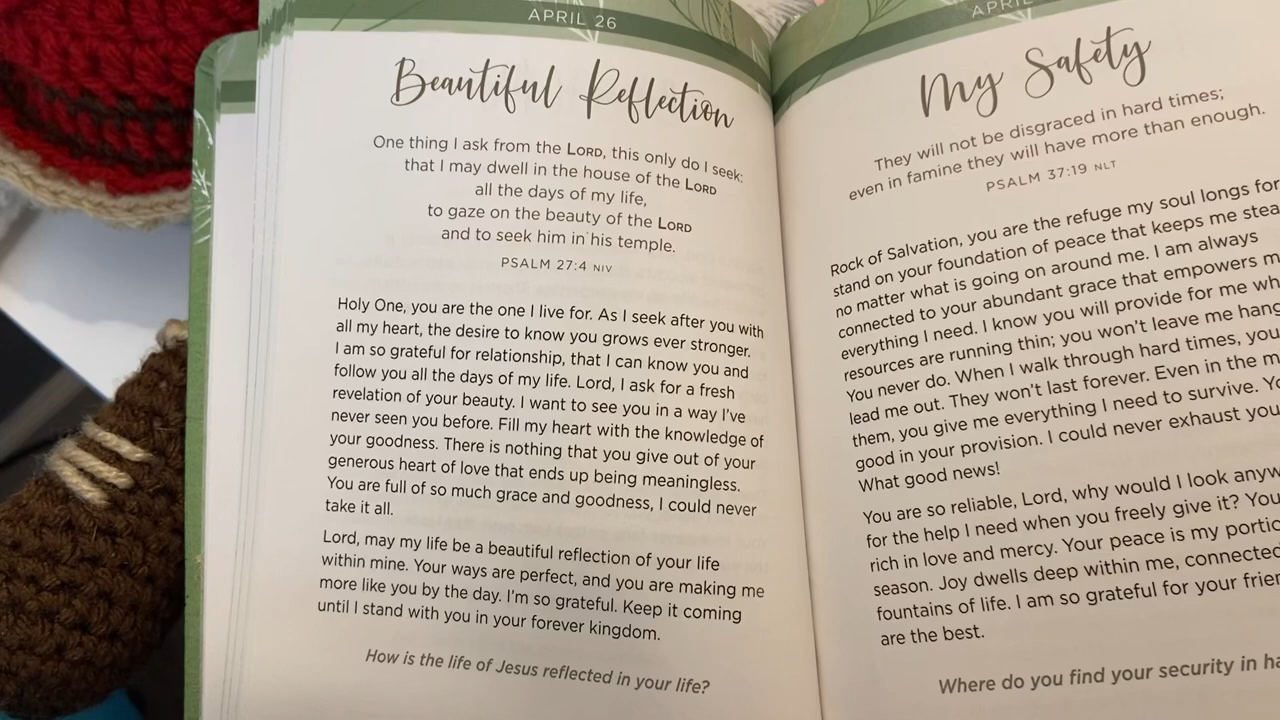 APRIL 26
Beautiful Reflection
One thing I ask from the LORD, this only do I seek:
that I may dwell in the house of the LORD
all the days of my life,
to gaze on the beauty of the LORD
and to seek him in his temple.
PSALM 27:4 NIV
Holy One, you are the one I live for. As I seek after you with
all my heart, the desire to know you grows ever stronger.
I am so grateful for relationship, that I can know you and
follow you all the days of my life. Lord, I ask for a fresh
revelation of your beauty. I want to see you in a way I've
never seen you before. Fill my heart with the knowledge of
your goodness. There is nothing that you give out of your
generous heart of love that ends up being meaningless.
You are full of so much grace and goodness, I could never
take it all.
Lord, may my life be a beautiful reflection of your life
within mine. Your ways are perfect, and you are making me
more like you by the day. I'm so grateful. Keep it coming
until I stand with you in your forever kingdom.
How is the life of Jesus reflected in your life?
My Safety
They will not be disgraced in hard times;
even in famine they will have more than enough.
PSALM 37:19 NLT
Rock of Salvation, you are the refuge my soul longs for
stand on your foundation of peace that keeps me
no matter what is going on around me. I am always
connected to your abundant grace that empowers
everything I need. I know you will provide for me
resources are running thin; you won't leave me
You never do. When I walk through hard times,
lead me out. They won't last forever. Even in the
them, you give me everything I need to survive.
good in your provision. I could never exhaust
What good news!
You are so reliable, Lord, why would I look
for the help I need when you freely give it?
rich in love and mercy. Your peace is my
season. Joy dwells deep within me, connected
fountains of life. I am so grateful for your
are the best.
Where do you find your security in